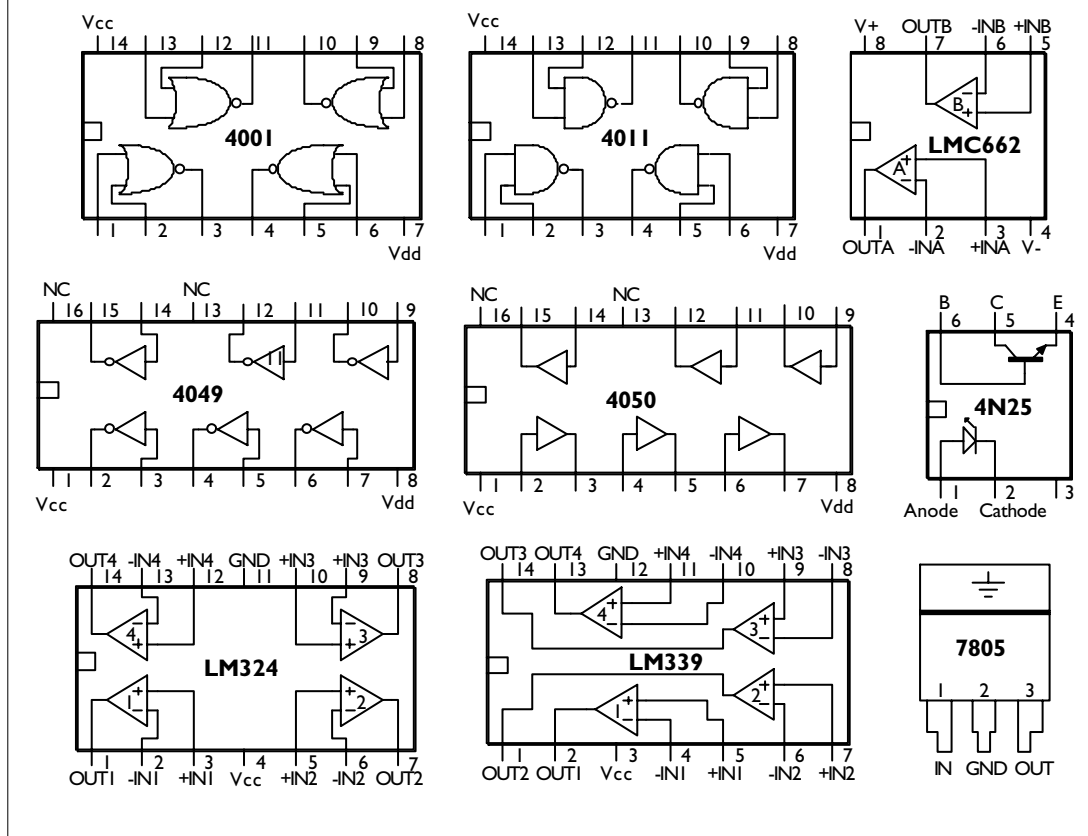 Vcc
14 13 12 11 10 9 8
4001
1 2 3 4 5 6 7
Vdd
Vcc
14 13 12 11 10 9 8
4011
1 2 3 4 5 6 7
Vdd
V+ OUTB -INB +INB
8 7 6 5
B
LMC662
A
1 2 3 4
OUTA -INA +INA V-
NC NC
16 15 14 13 12 11 10 9
11
4049
1 2 3 4 5 6 7 8
Vcc Vdd
NC NC
16 15 14 13 12 11 10 9
4050
1 2 3 4 5 6 7 8
Vcc Vdd
B C E
6 5 4
4N25
1 2 3
Anode Cathode
OUT4 -IN4 +IN4 GND +IN3 +IN3 OUT3
14 13 12 11 10 9 8
4 3
LM324
1 2
1 2 3 4 5 6 7
OUT1 -IN1 +IN1 Vcc +IN2 -IN2 OUT2
OUT3 OUT4 GND +IN4 -IN4 +IN3 -IN3
14 13 12 11 10 9 8
4 3
LM339
1 2
1 2 3 4 5 6 7
OUT2 OUT1 Vcc -IN1 +IN1 -IN2 +IN2
7805
1 2 3
IN GND OUT